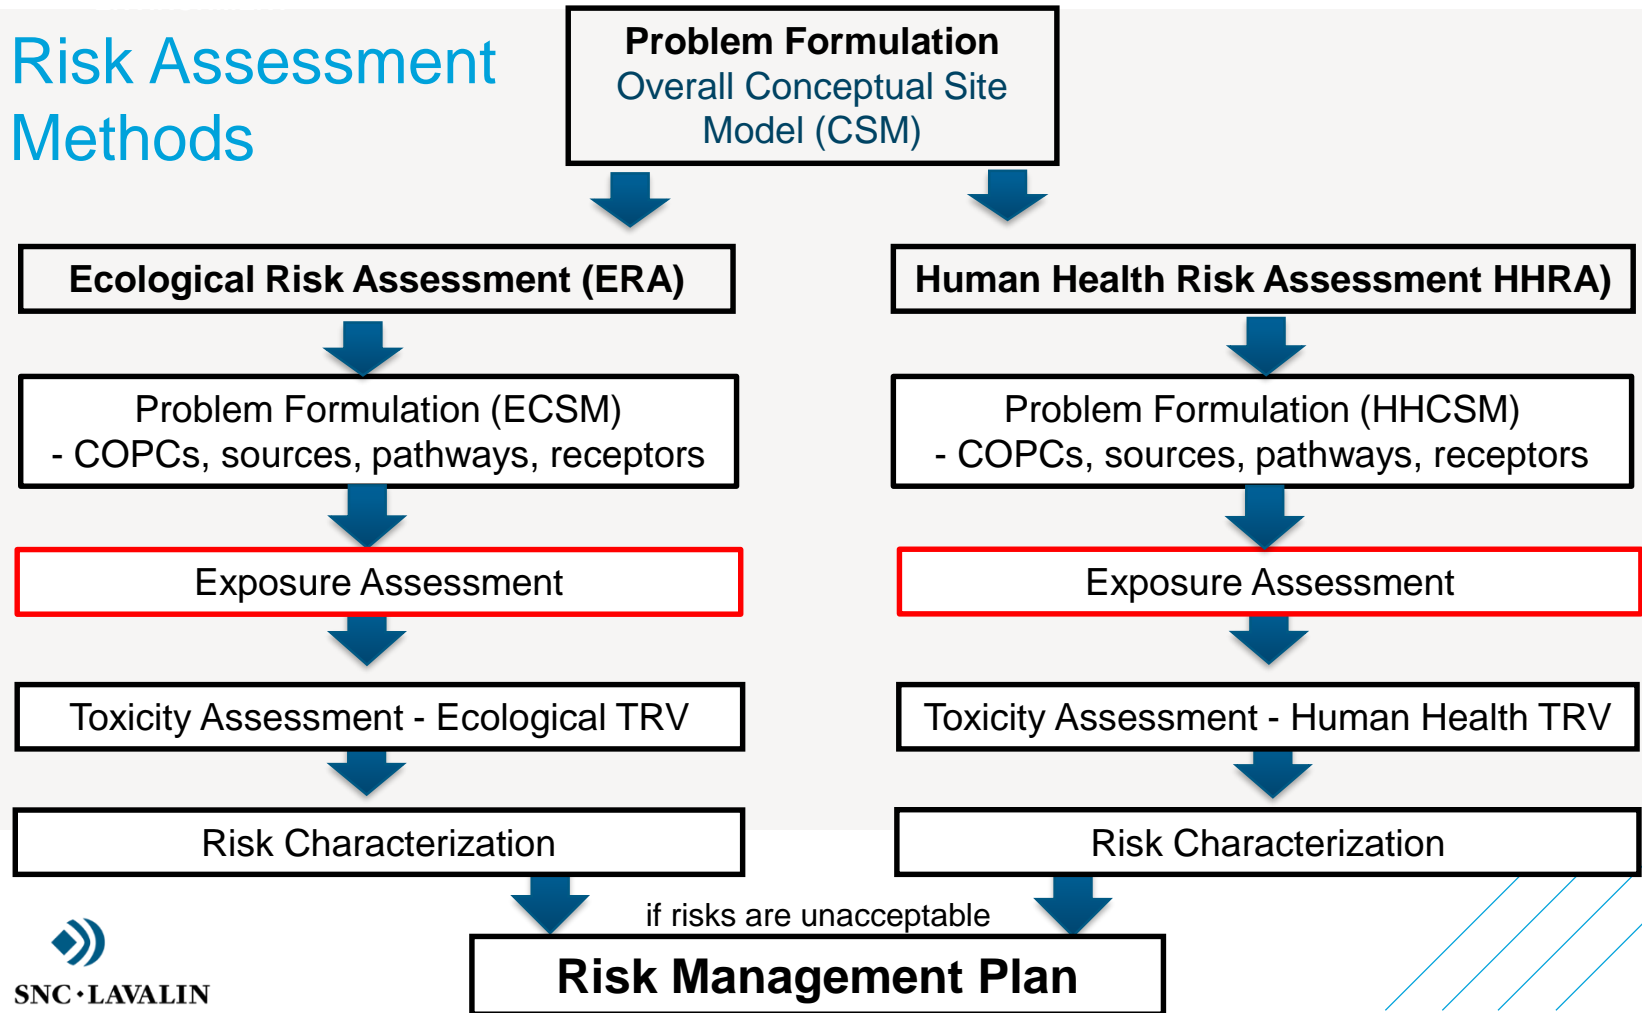 Risk Assessment
Methods
Problem Formulation
Overall Conceptual Site
Model (CSM)
Ecological Risk Assessment (ERA)
Human Health Risk Assessment HHRA)
Problem Formulation (ECSM)
- COPCs, sources, pathways, receptors
Problem Formulation (HHCSM)
- COPCs, sources, pathways, receptors
Exposure Assessment
Exposure Assessment
Toxicity Assessment - Ecological TRV
Toxicity Assessment - Human Health TRV
Risk Characterization
Risk Characterization
if risks are unacceptable
Risk Management Plan
SNC·LAVALIN